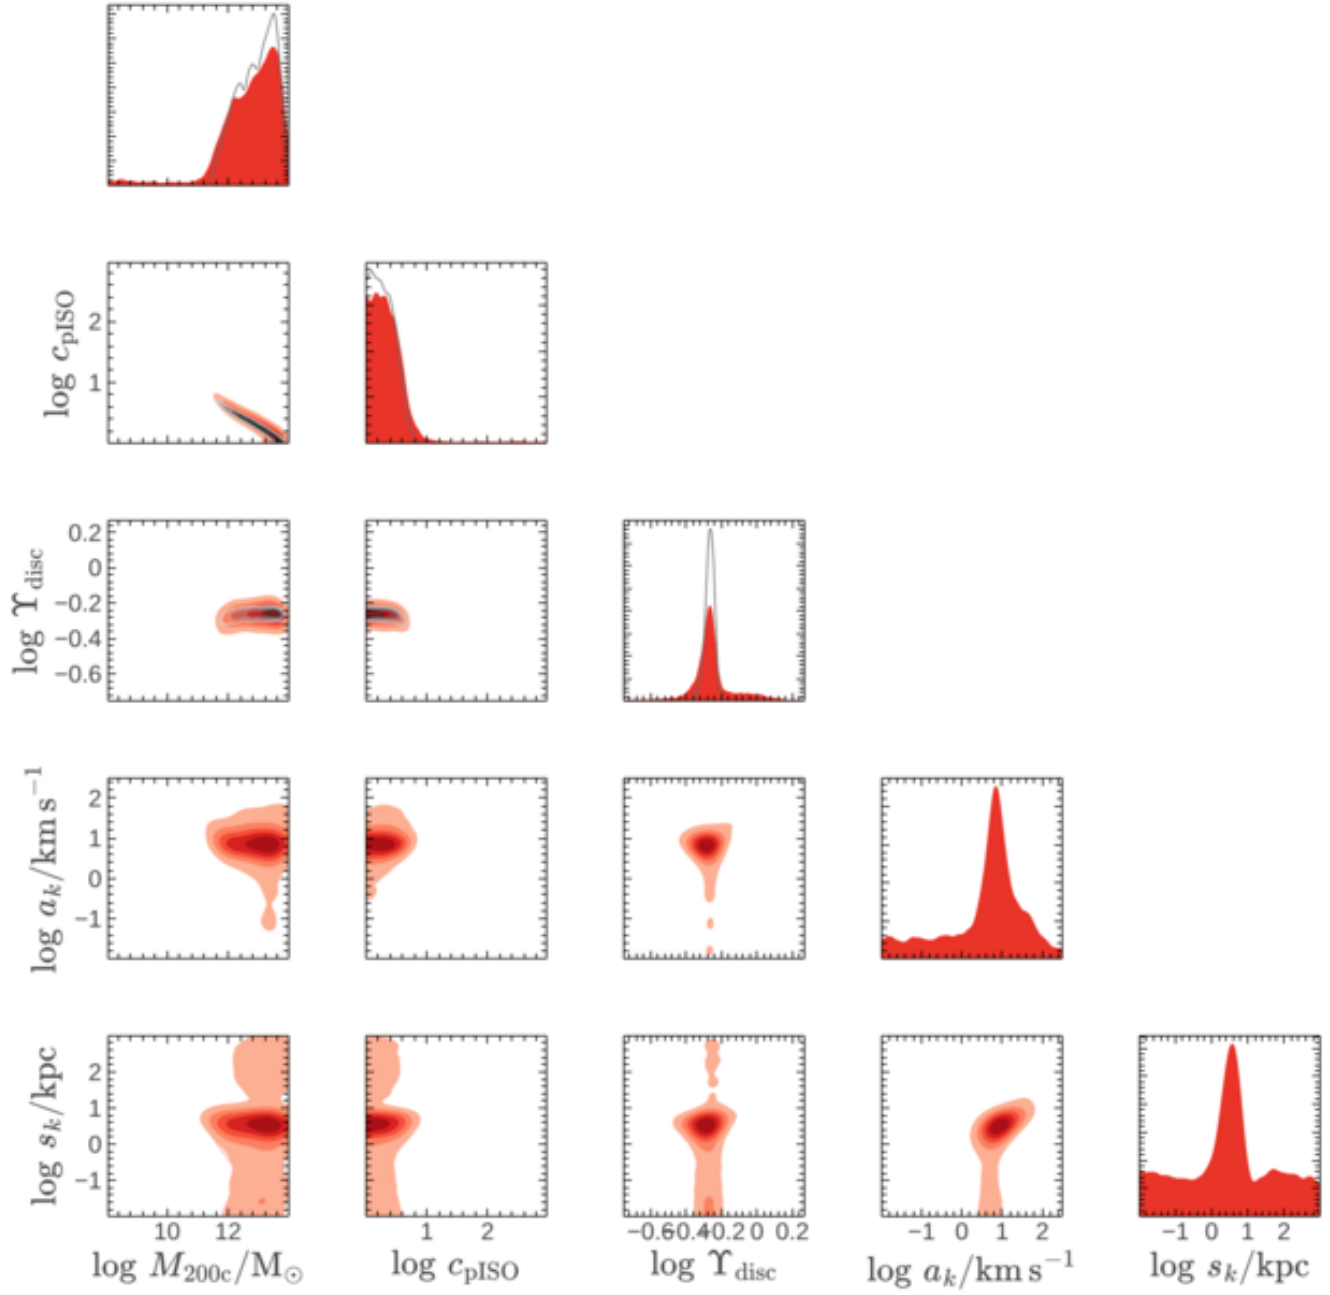 log c_pISO
2
1
log ϒ_disc
0.2
0
−0.2
−0.4
−0.6
log a_k/km s⁻¹
2
1
0
−1
log s_k/kpc
2
1
0
−1
10 12 1 2 −0.6 −0.4 −0.2 0 0.2 −1 0 1 2 −1 0 1 2
log M_200c/M_⊙ log c_pISO log ϒ_disc log a_k/km s⁻¹ log s_k/kpc